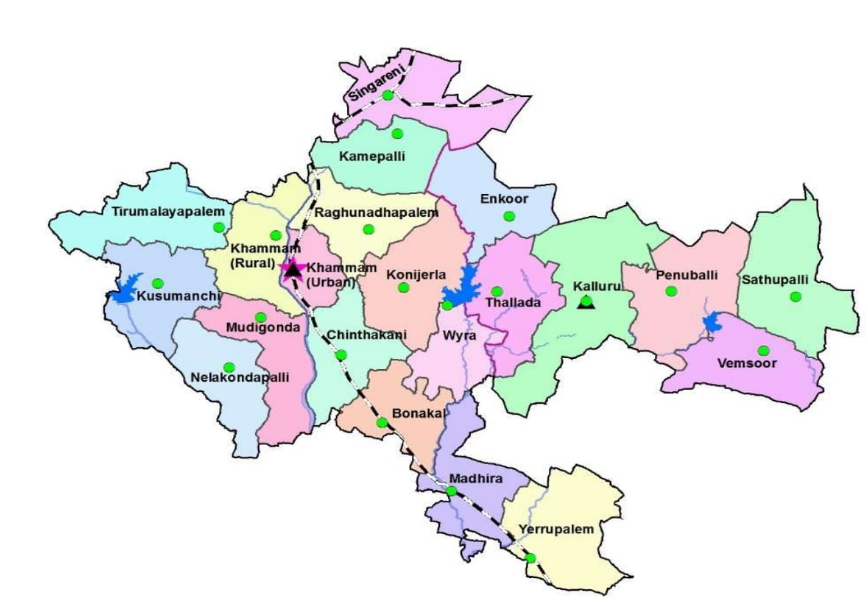 Singareni
Kamepalli
Enkoor
Tirumalayapalem
Raghunadhapalem
Khammam
(Rural)
Khammam
(Urban)
Konijerla
Kusumanchi
Thallada
Kalluru
Penuballi
Sathupalli
Mudigonda
Chinthakani
Wyra
Vemsoor
Nelakondapalli
Bonakal
Madhira
Yerrupalem